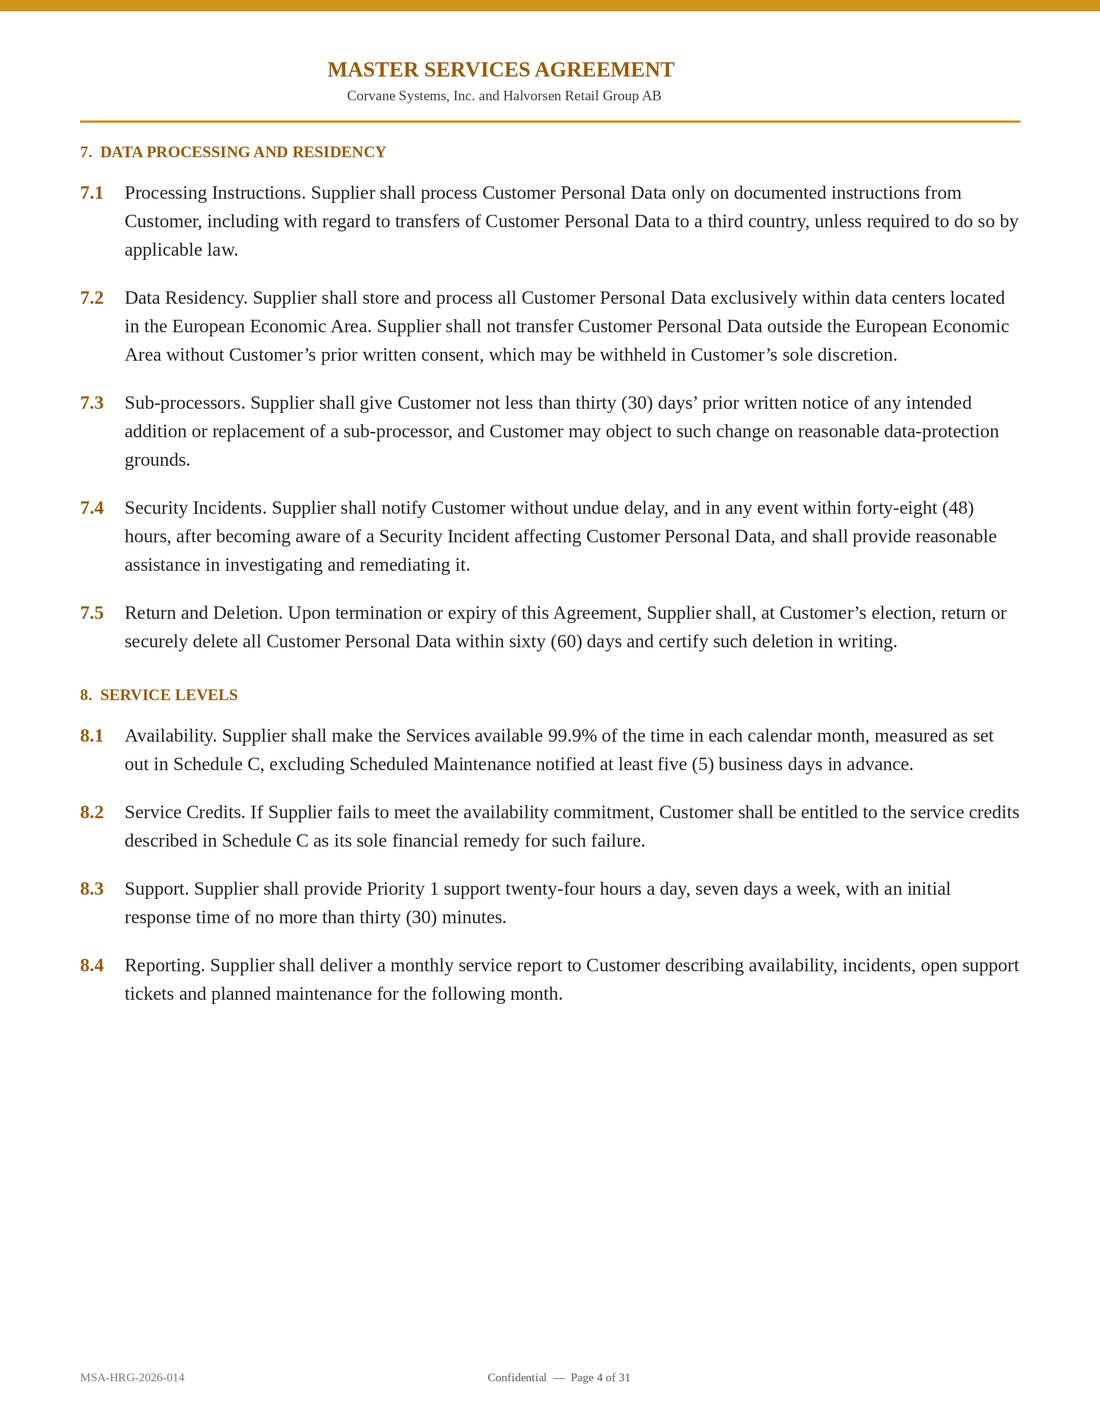 MASTER SERVICES AGREEMENT
Corvane Systems, Inc. and Halvorsen Retail Group AB
7. DATA PROCESSING AND RESIDENCY
7.1 Processing Instructions. Supplier shall process Customer Personal Data only on documented instructions from
Customer, including with regard to transfers of Customer Personal Data to a third country, unless required to do so by
applicable law.
7.2 Data Residency. Supplier shall store and process all Customer Personal Data exclusively within data centers located
in the European Economic Area. Supplier shall not transfer Customer Personal Data outside the European Economic
Area without Customer’s prior written consent, which may be withheld in Customer’s sole discretion.
7.3 Sub-processors. Supplier shall give Customer not less than thirty (30) days’ prior written notice of any intended
addition or replacement of a sub-processor, and Customer may object to such change on reasonable data-protection
grounds.
7.4 Security Incidents. Supplier shall notify Customer without undue delay, and in any event within forty-eight (48)
hours, after becoming aware of a Security Incident affecting Customer Personal Data, and shall provide reasonable
assistance in investigating and remediating it.
7.5 Return and Deletion. Upon termination or expiry of this Agreement, Supplier shall, at Customer’s election, return or
securely delete all Customer Personal Data within sixty (60) days and certify such deletion in writing.
8. SERVICE LEVELS
8.1 Availability. Supplier shall make the Services available 99.9% of the time in each calendar month, measured as set
out in Schedule C, excluding Scheduled Maintenance notified at least five (5) business days in advance.
8.2 Service Credits. If Supplier fails to meet the availability commitment, Customer shall be entitled to the service credits
described in Schedule C as its sole financial remedy for such failure.
8.3 Support. Supplier shall provide Priority 1 support twenty-four hours a day, seven days a week, with an initial
response time of no more than thirty (30) minutes.
8.4 Reporting. Supplier shall deliver a monthly service report to Customer describing availability, incidents, open support
tickets and planned maintenance for the following month.
MSA-HRG-2026-014
Confidential — Page 4 of 31